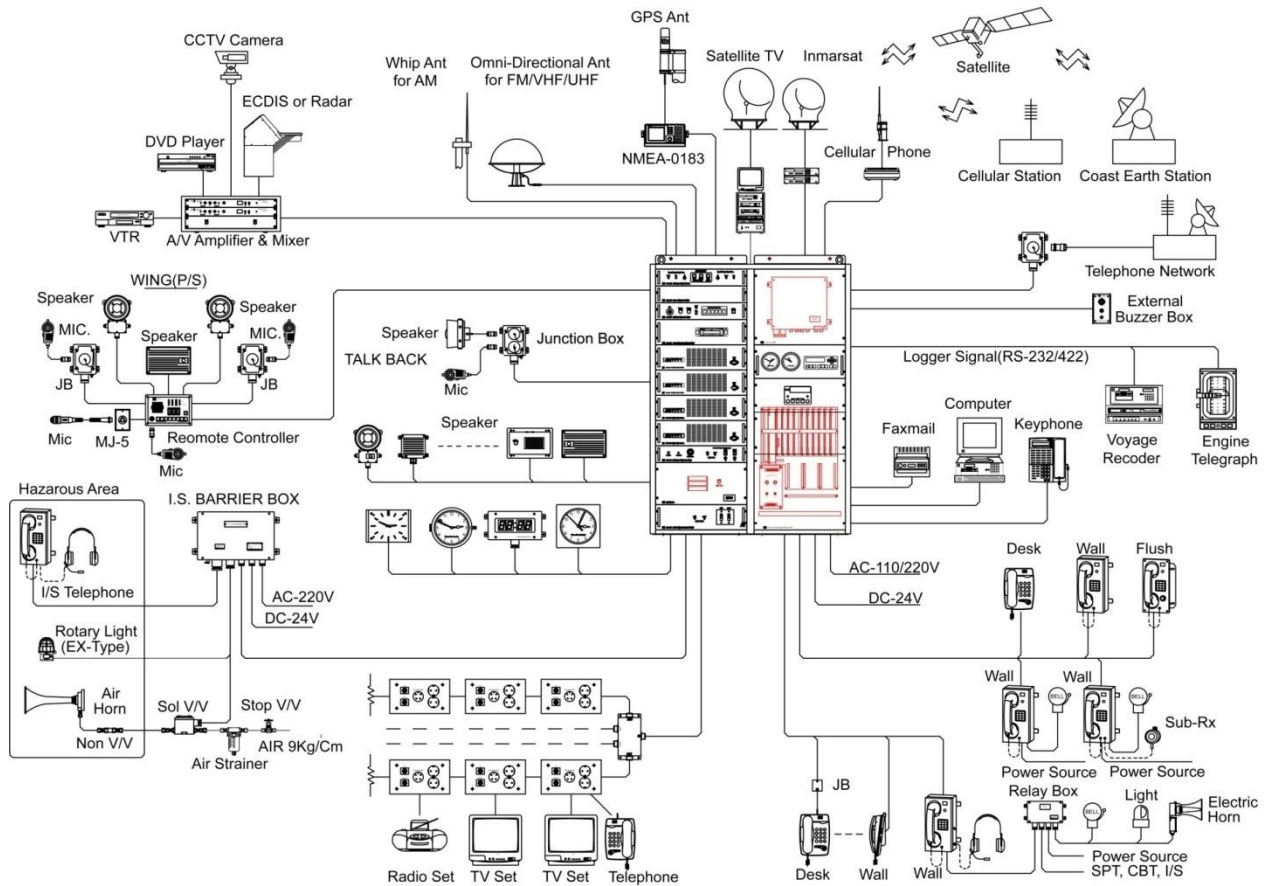 GPS Ant
CCTV Camera
Whip Ant
for AM
Omni-Directional Ant
for FM/VHF/UHF
Satellite TV
Inmarsat
Satellite
ECDIS or Radar
DVD Player
NMEA-0183
Cellular Phone
Cellular Station
Coast Earth Station
VTR
A/V Amplifier & Mixer
Telephone Network
WING(P/S)
Speaker
Speaker
MIC.
Speaker
MIC.
JB
JB
Mic
MJ-5
Reomote Controller
Mic
Speaker
TALK BACK
Junction Box
Mic
Speaker
External
Buzzer Box
Logger Signal(RS-232/422)
Computer
Faxmail
Keyphone
Voyage
Recoder
Engine
Telegraph
Hazarous Area
I.S. BARRIER BOX
I/S Telephone
AC-220V
DC-24V
Rotary Light
(EX-Type)
Air
Horn
Non V/V
Sol V/V
Stop V/V
AIR 9Kg/Cm
Air Strainer
88:88
AC-110/220V
DC-24V
Desk
Wall
Flush
Wall
BELL
Wall
BELL
Sub-Rx
Power Source
Power Source
Relay Box
BELL
Light
Electric
Horn
JB
Desk
Wall
Wall
Power Source
SPT, CBT, I/S
Radio Set
TV Set
TV Set
Telephone